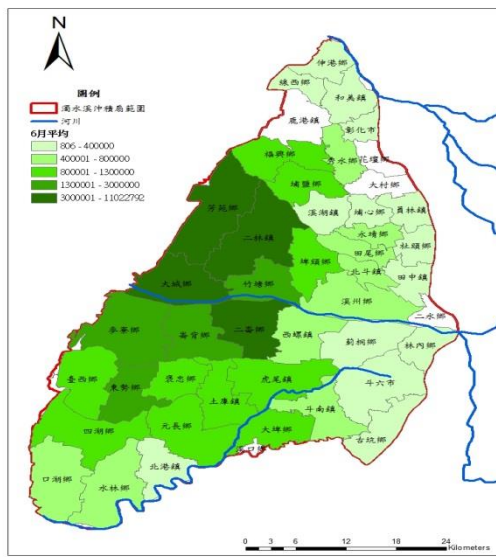 N
圖例
濁水溪沖積扇範圍
河川
6月平均
806 - 400000
400001 - 800000
800001 - 1300000
1300001 - 3000000
3000001 - 11022792
伸港鄉
線西鄉
和美鎮
鹿港鎮
彰化市
福興鄉
秀水鄉
花壇鄉
埔鹽鄉
大村鄉
芳苑鄉
溪湖鎮
埔心鄉
員林鎮
二林鎮
永靖鄉
社頭鄉
埤頭鄉
田尾鄉
北斗鎮
田中鎮
大城鄉
竹塘鄉
溪州鄉
二水鄉
麥寮鄉
崙背鄉
二崙鄉
西螺鎮
莿桐鄉
林內鄉
臺西鄉
東勢鄉
褒忠鄉
虎尾鎮
斗六市
土庫鎮
斗南鎮
四湖鄉
元長鄉
大埤鄉
古坑鄉
溪口鄉
口湖鄉
水林鄉
北港鎮
0 3 6 12 18 24
Kilometers